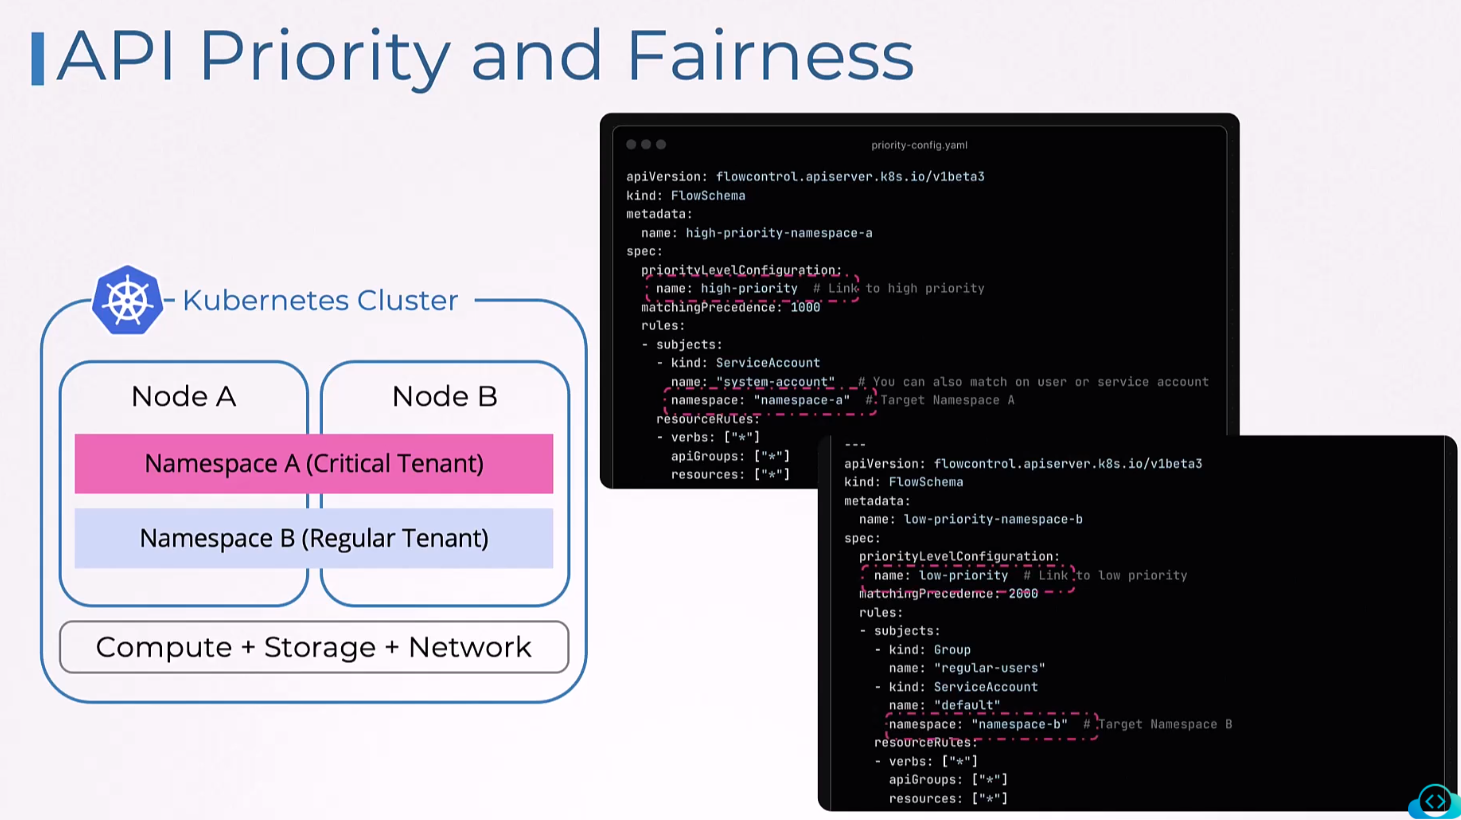 API Priority and Fairness
Kubernetes Cluster
Node A
Node B
Namespace A (Critical Tenant)
Namespace B (Regular Tenant)
Compute + Storage + Network
priority-config.yaml
apiVersion: flowcontrol.apiserver.k8s.io/v1beta3
kind: FlowSchema
metadata:
  name: high-priority-namespace-a
spec:
  priorityLevelConfiguration:
    name: high-priority  # Link to high priority
  matchingPrecedence: 1000
  rules:
  - subjects:
    - kind: ServiceAccount
      name: "system-account"   # You can also match on user or service account
      namespace: "namespace-a"  # Target Namespace A
    resourceRules:
    - verbs: ["*"]
      apiGroups: ["*"]
      resources: ["*"]
---
apiVersion: flowcontrol.apiserver.k8s.io/v1beta3
kind: FlowSchema
metadata:
  name: low-priority-namespace-b
spec:
  priorityLevelConfiguration:
    name: low-priority  # Link to low priority
  matchingPrecedence: 2000
  rules:
  - subjects:
    - kind: Group
      name: "regular-users"
    - kind: ServiceAccount
      name: "default"
      namespace: "namespace-b"  # Target Namespace B
    resourceRules:
    - verbs: ["*"]
      apiGroups: ["*"]
      resources: ["*"]